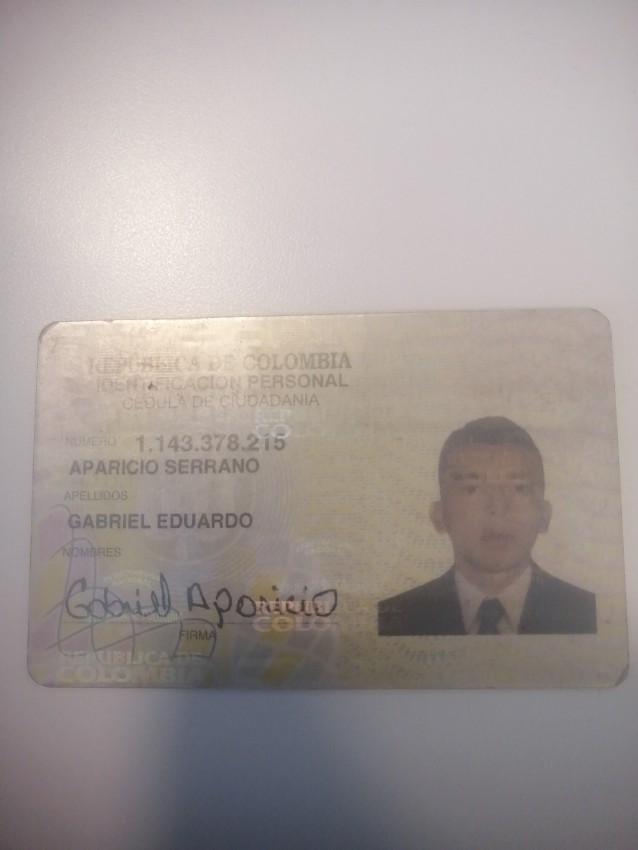 REPÚBLICA DE COLOMBIA
IDENTIFICACION PERSONAL
CEDULA DE CIUDADANIA
NUMERO 1.143.378.215
APARICIO SERRANO
APELLIDOS
GABRIEL EDUARDO
NOMBRES
Gabriel Aparicio
FIRMA
REPUBLICA DE
COLOMBIA